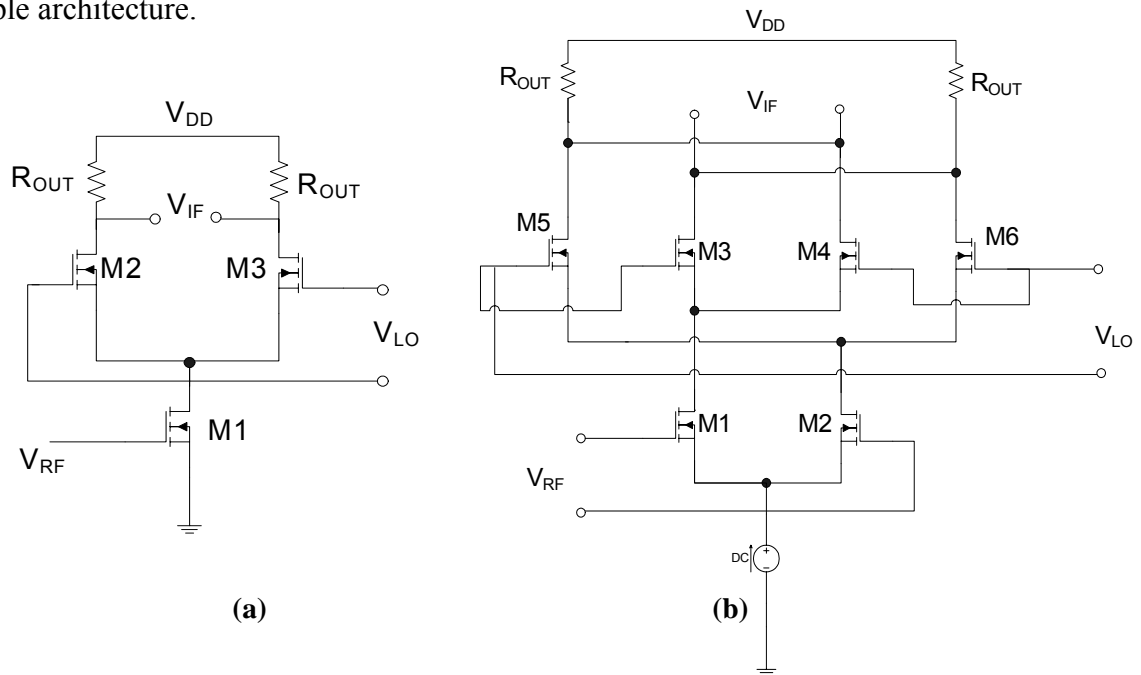 ble architecture.
VDD
ROUT
ROUT
VIF
M2
M3
VLO
M1
VRF
(a)
VDD
ROUT
ROUT
VIF
M5
M3
M4
M6
VLO
M1
M2
VRF
DC
+
−
(b)